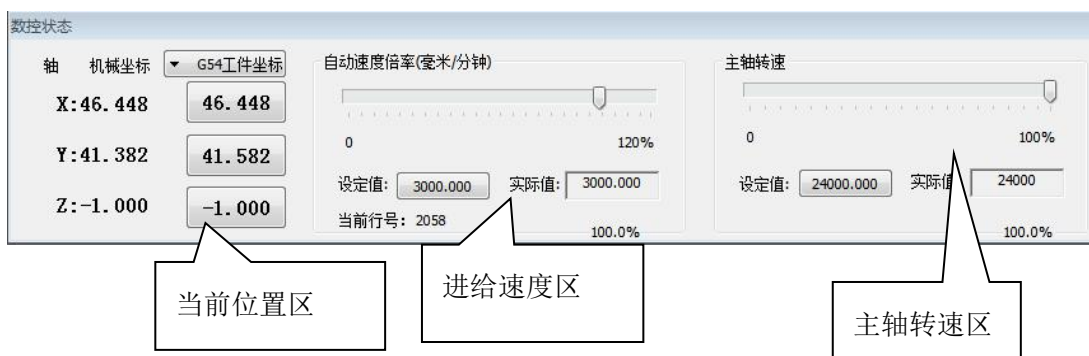 数控状态
轴 机械坐标 G54工件坐标
X:46.448 46.448
Y:41.382 41.582
Z:-1.000 -1.000
自动速度倍率(毫米/分钟)
0 120%
设定值: 3000.000 实际值: 3000.000
当前行号: 2058 100.0%
主轴转速
0 100%
设定值: 24000.000 实际值 24000
100.0%
当前位置区
进给速度区
主轴转速区